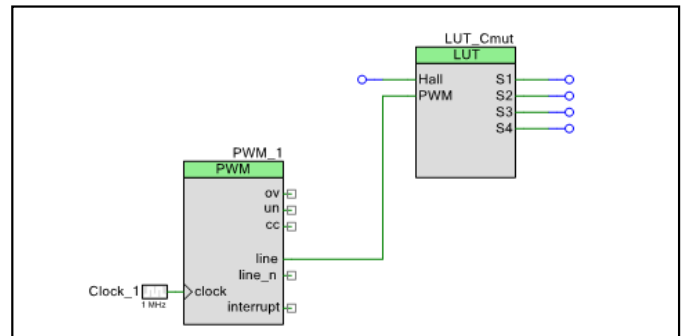 LUT_Cmut
LUT
Hall S1
PWM S2
S3
S4
PWM_1
PWM
ov
un
cc
line
line_n
Clock_1 clock
1 MHz
interrupt